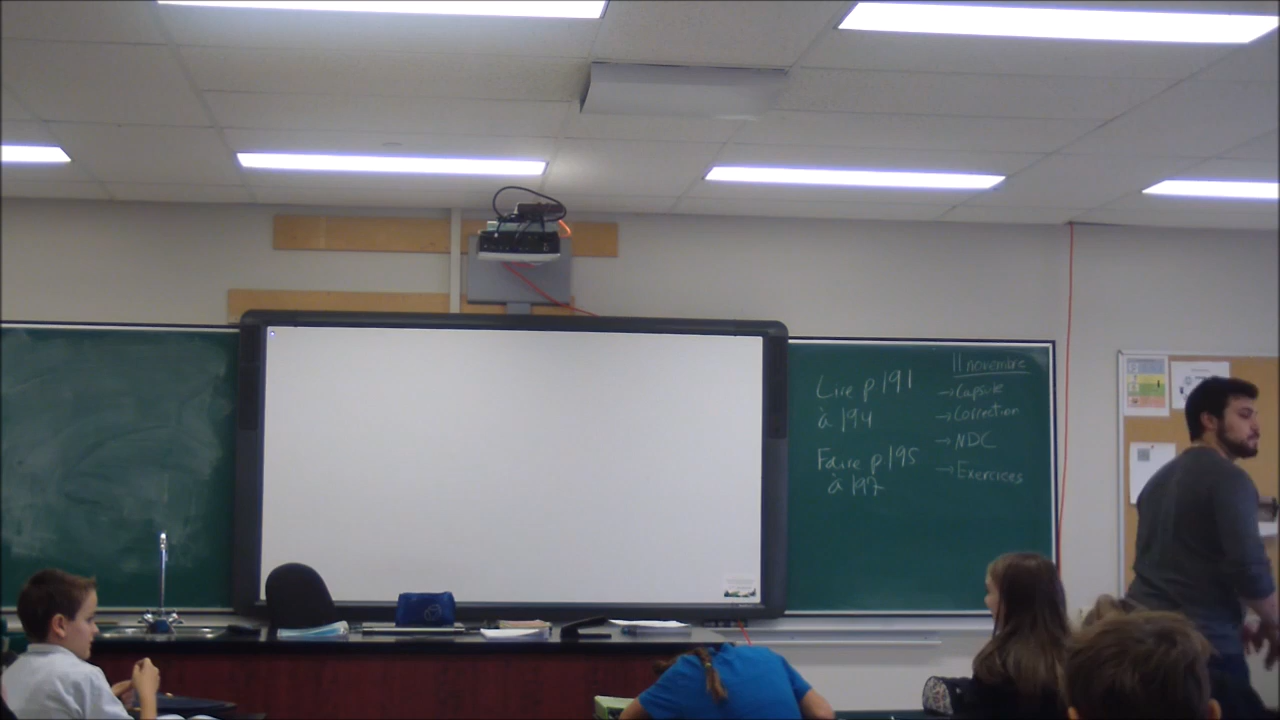 Lire p 191
à 194
Faire p 195
à 197
11 novembre
→ Capsule
→ Correction
→ NDC
→ Exercices